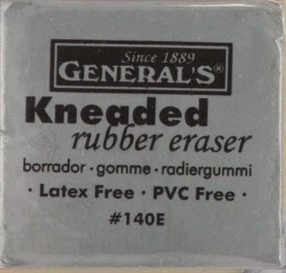 Since 1889
GENERAL'S®
Kneaded
rubber eraser
borrador · gomme · radiergummi
· Latex Free · PVC Free ·
#140E